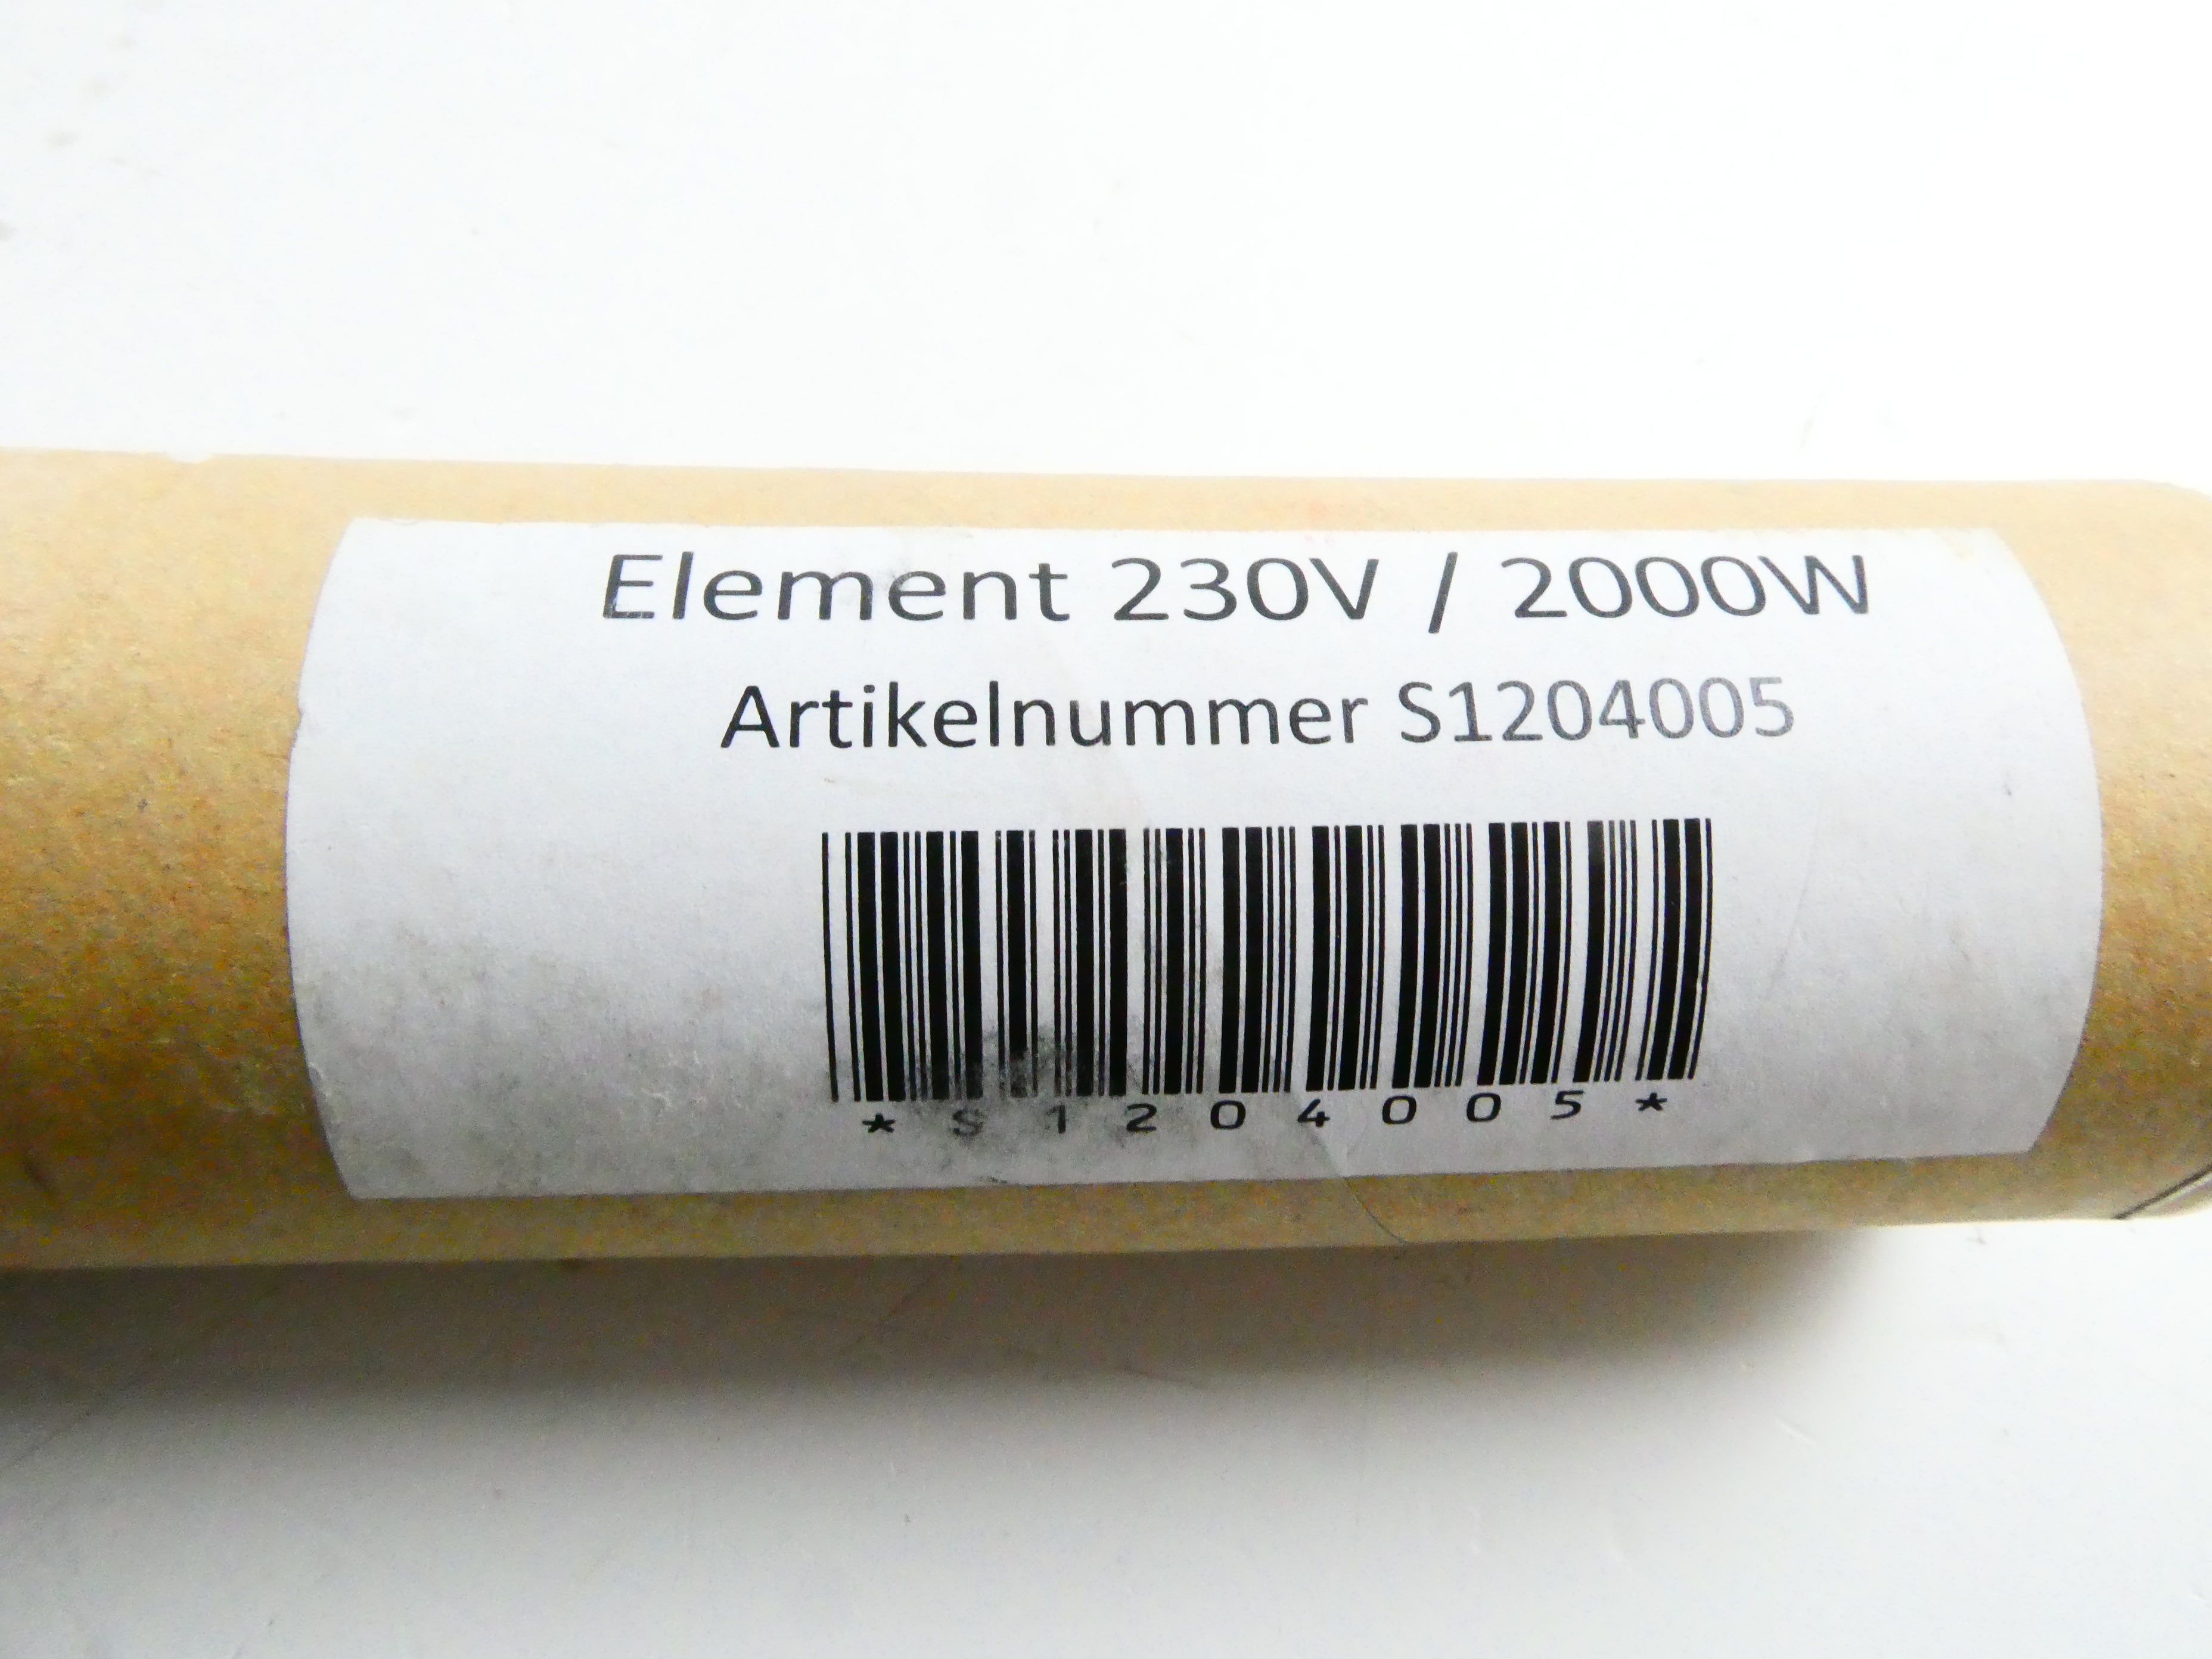 Element 230V / 2000W
Artikelnummer S1204005
*S1204005*